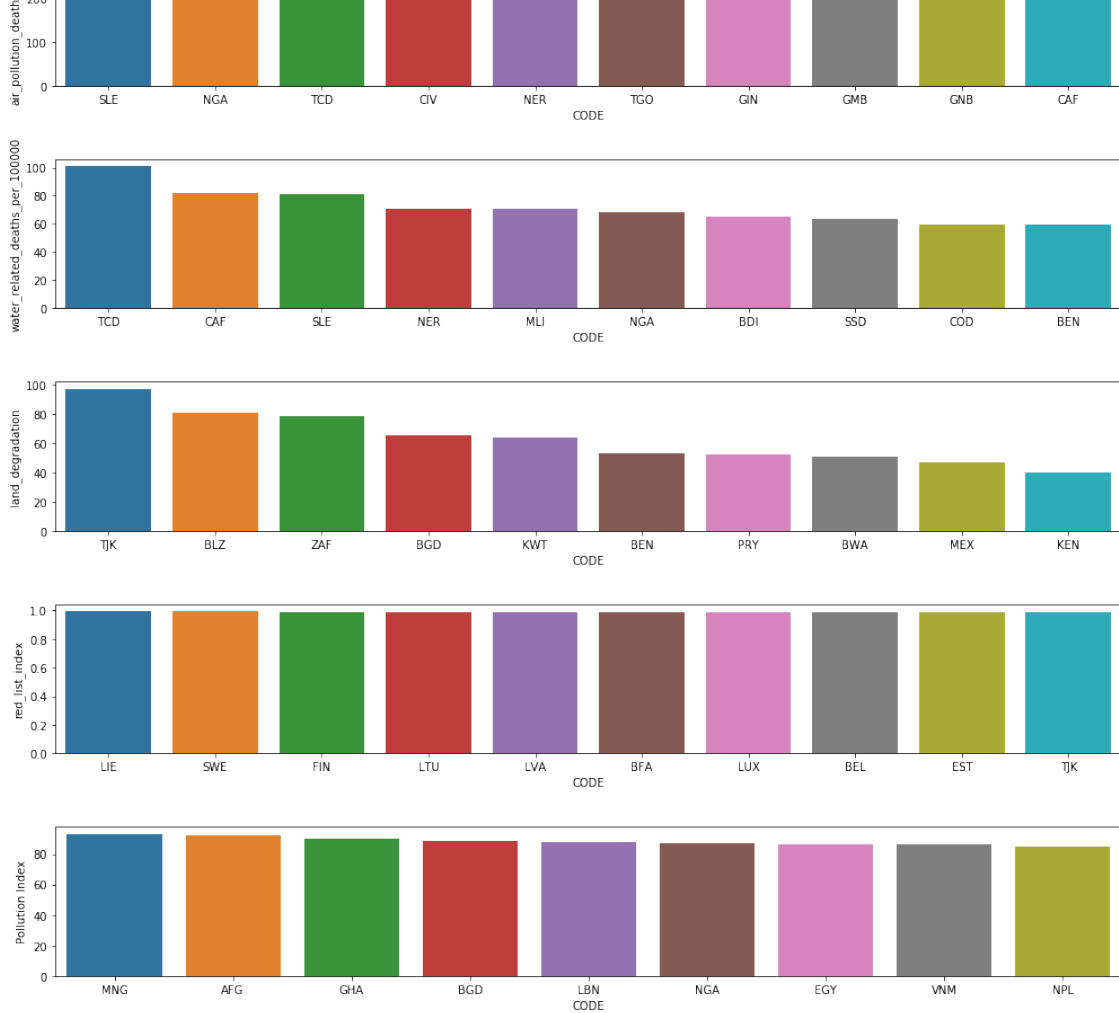 200
100
0
air_pollution_death
SLE NGA TCD CIV NER TGO GIN GMB GNB CAF
CODE
water_related_deaths_per_100000
100
80
60
40
20
0
TCD CAF SLE NER MLI NGA BDI SSD COD BEN
CODE
land_degradation
100
80
60
40
20
0
TJK BLZ ZAF BGD KWT BEN PRY BWA MEX KEN
CODE
red_list_index
1.0
0.8
0.6
0.4
0.2
0.0
LIE SWE FIN LTU LVA BFA LUX BEL EST TJK
CODE
Pollution Index
80
60
40
20
0
MNG AFG GHA BGD LBN NGA EGY VNM NPL
CODE